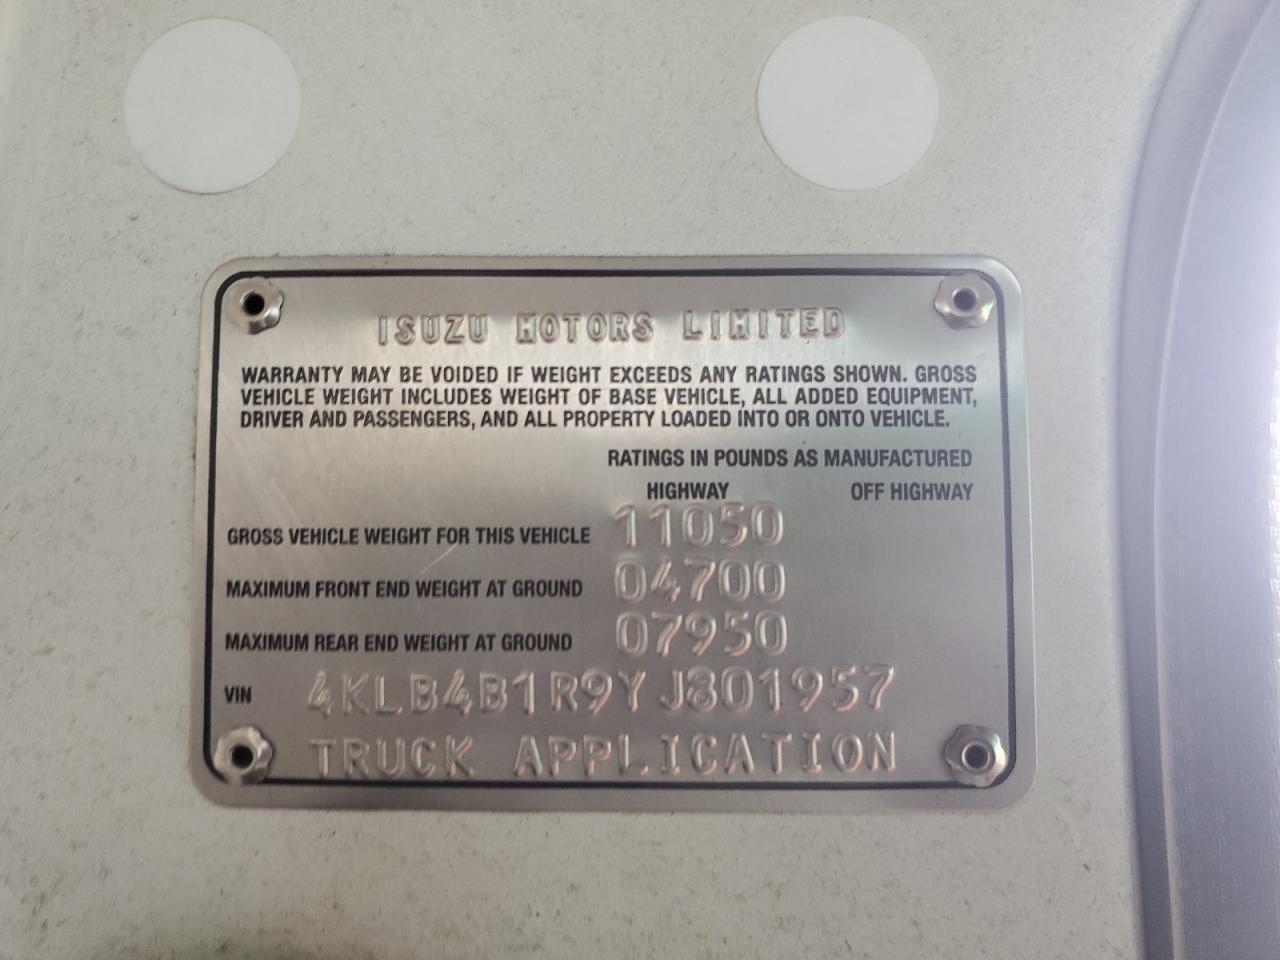 ISUZU MOTORS LIMITED
WARRANTY MAY BE VOIDED IF WEIGHT EXCEEDS ANY RATINGS SHOWN. GROSS
VEHICLE WEIGHT INCLUDES WEIGHT OF BASE VEHICLE, ALL ADDED EQUIPMENT,
DRIVER AND PASSENGERS, AND ALL PROPERTY LOADED INTO OR ONTO VEHICLE.
RATINGS IN POUNDS AS MANUFACTURED
HIGHWAY OFF HIGHWAY
GROSS VEHICLE WEIGHT FOR THIS VEHICLE 11050
MAXIMUM FRONT END WEIGHT AT GROUND 04700
MAXIMUM REAR END WEIGHT AT GROUND 07950
VIN 4KLB4B1R9YJ801957
TRUCK APPLICATION